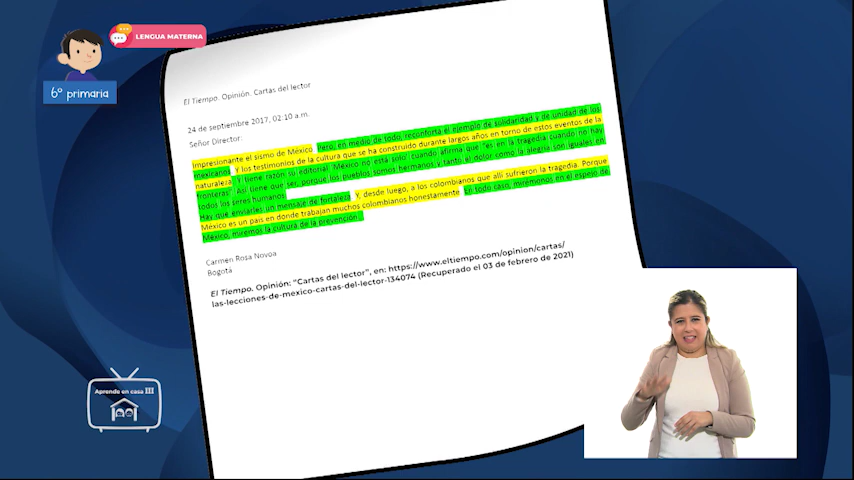 LENGUA MATERNA
6º primaria
El Tiempo. Opinión. Cartas del lector
24 de septiembre 2017, 02:10 a.m.
Señor Director:
Impresionante el sismo de México. Pero, en medio de todo, reconforta el ejemplo de solidaridad y de unidad de los
mexicanos. Y los testimonios de la cultura que se ha construido durante largos años en torno de estos eventos de la
naturaleza. Y tiene razón su editorial 'México no está solo' cuando afirma que "es en la tragedia cuando no hay
fronteras". Así tiene que ser, porque los pueblos somos hermanos y tanto el dolor como la alegría son iguales en
todos los seres humanos.
Hay que enviarles un mensaje de fortaleza. Y, desde luego, a los colombianos que allí sufrieron la tragedia. Porque
México es un país en donde trabajan muchos colombianos honestamente. En todo caso, mirémonos en el espejo de
México, miremos la cultura de la prevención...
Carmen Rosa Novoa
Bogotá
El Tiempo. Opinión: "Cartas del lector", en: https://www.eltiempo.com/opinion/cartas/
las-lecciones-de-mexico-cartas-del-lector-134074 (Recuperado el 03 de febrero de 2021)
Aprende en casa III